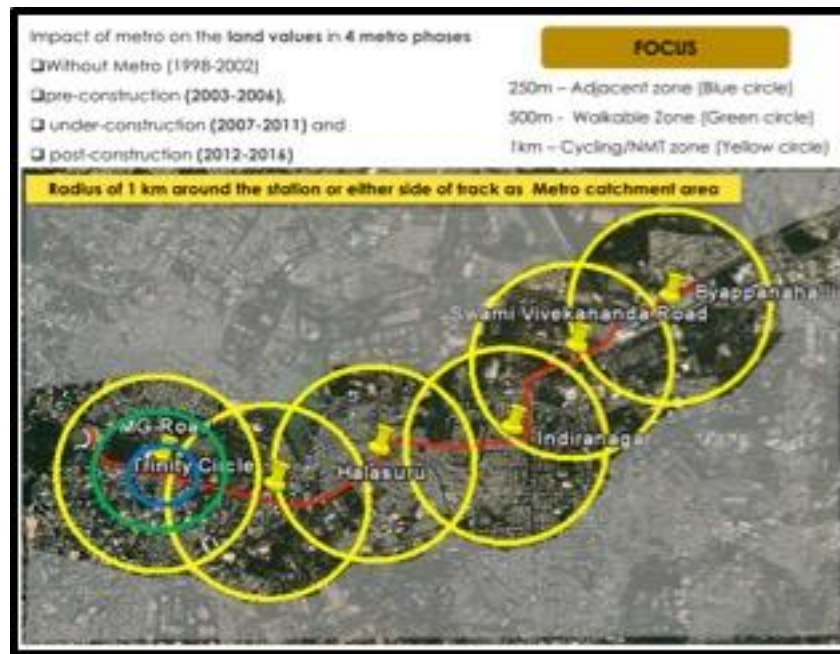 Impact of metro on the land values in 4 metro phases
❑Without Metro (1998-2002)
❑pre-construction (2003-2006),
❑ under-construction (2007-2011) and
❑ post-construction (2012-2016)
FOCUS
250m – Adjacent zone (Blue circle)
500m - Walkable Zone (Green circle)
1km – Cycling/NMT zone (Yellow circle)
Radius of 1 km around the station or either side of track as Metro catchment area
Byappanahalli
Swami Vivekananda Road
Indiranagar
MG Road
Trinity Circle
Halasuru